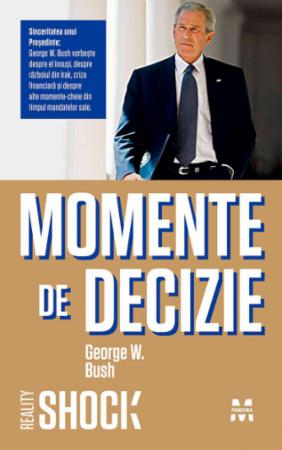 Sinceritatea unui
Președinte:
George W. Bush vorbește
despre el însuși, despre
războiul din Irak, criza
financiară și despre
alte momente-cheie din
timpul mandatelor sale.
MOMENTE
DE DECIZIE
George W.
Bush
REALITY
SHOCK
PANDORA
M